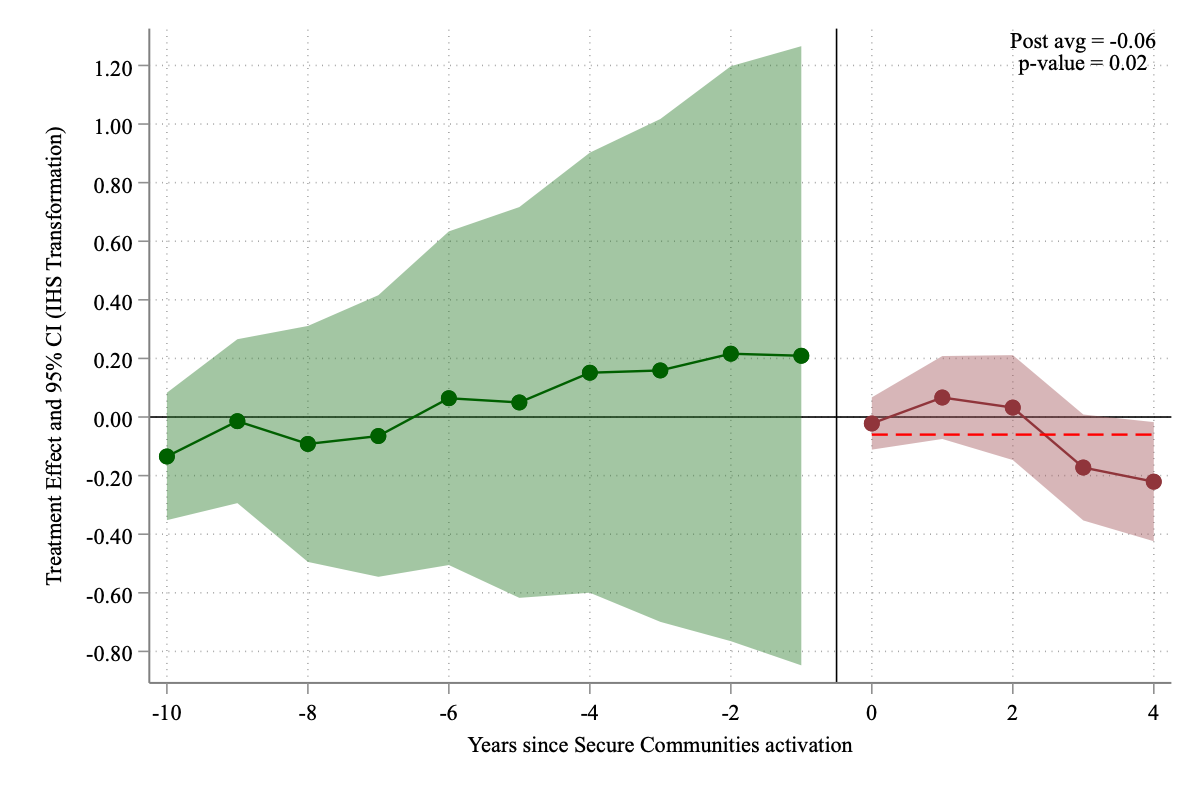 Post avg = -0.06
p-value = 0.02
Treatment Effect and 95% CI (IHS Transformation)
1.20
1.00
0.80
0.60
0.40
0.20
0.00
-0.20
-0.40
-0.60
-0.80
-10 -8 -6 -4 -2 0 2 4
Years since Secure Communities activation